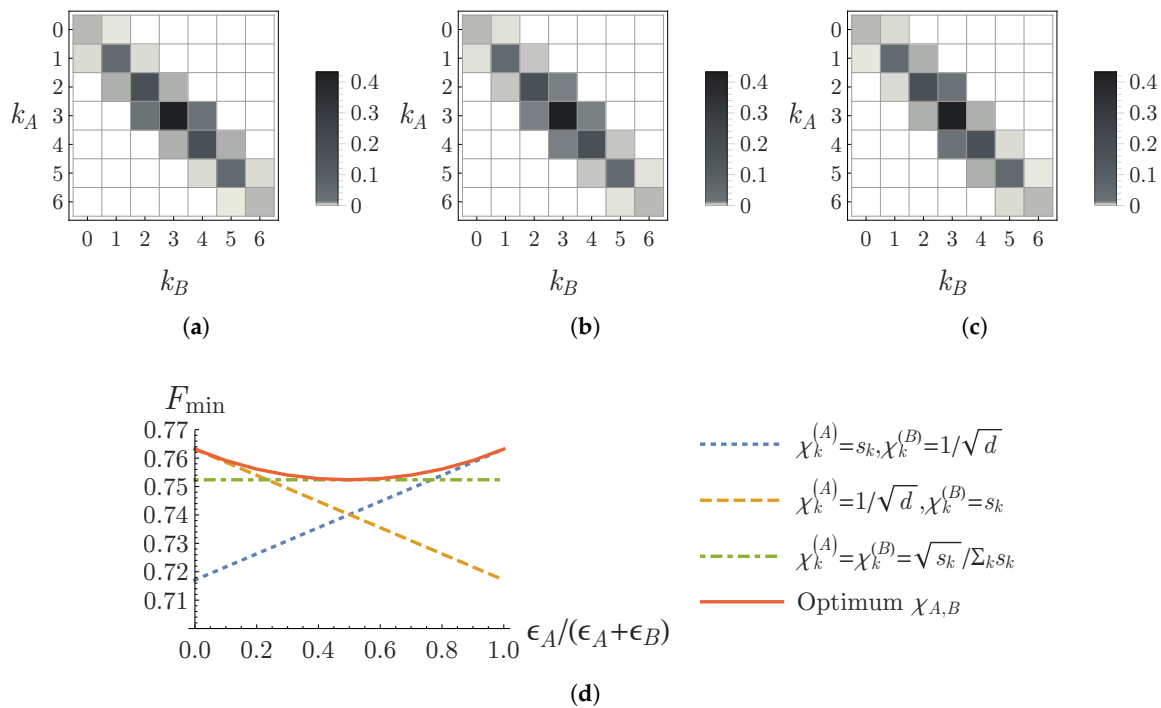 0
1
2
k_A 3
4
5
6
0 1 2 3 4 5 6
k_B
0.4
0.3
0.2
0.1
0
(a)
0
1
2
k_A 3
4
5
6
0 1 2 3 4 5 6
k_B
0.4
0.3
0.2
0.1
0
(b)
0
1
2
k_A 3
4
5
6
0 1 2 3 4 5 6
k_B
0.4
0.3
0.2
0.1
0
(c)
F_min
0.77
0.76
0.75
0.74
0.73
0.72
0.71
0.0 0.2 0.4 0.6 0.8 1.0
ϵ_A/(ϵ_A+ϵ_B)
χ_k^(A)=s_k,χ_k^(B)=1/√d
χ_k^(A)=1/√d ,χ_k^(B)=s_k
χ_k^(A)=χ_k^(B)=√s_k/Σ_k s_k
Optimum χ_A,B
(d)